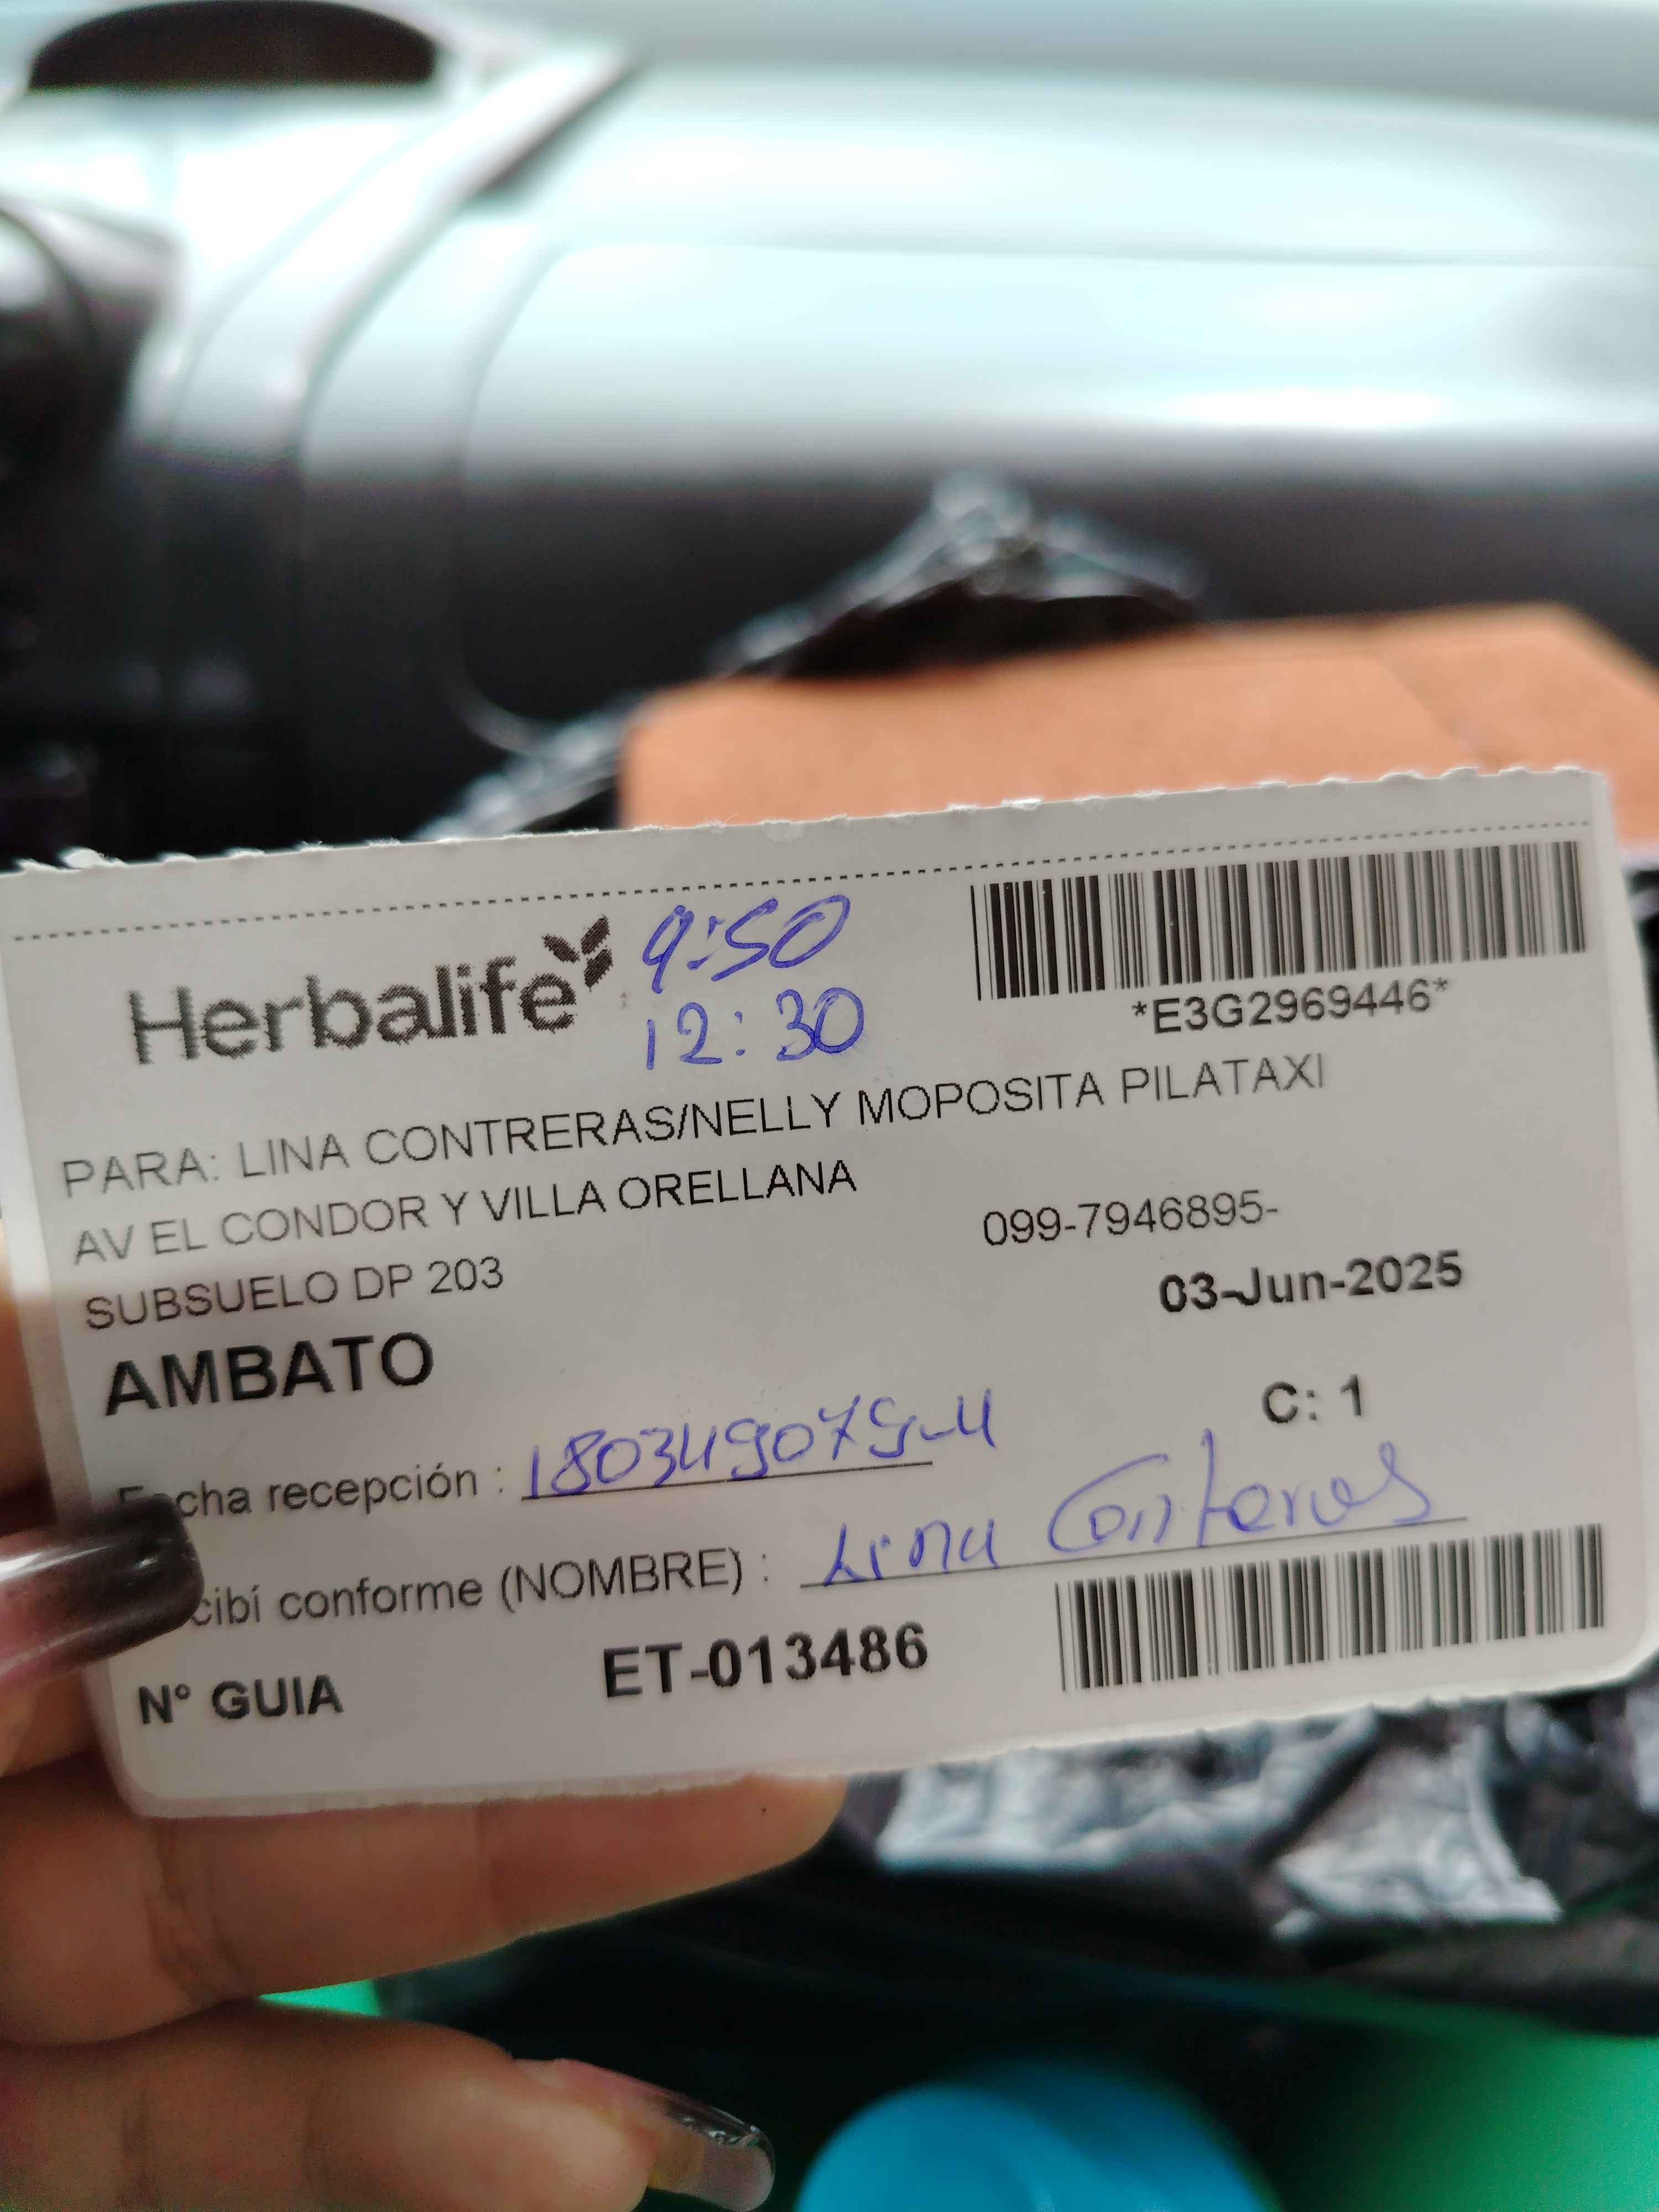 Herbalife
9:50
12:30
*E3G2969446*
PARA: LINA CONTRERAS/NELLY MOPOSITA PILATAXI
AV EL CONDOR Y VILLA ORELLANA
099-7946895-
SUBSUELO DP 203
03-Jun-2025
AMBATO
C: 1
Fecha recepción : 180349079-4
cibí conforme (NOMBRE) : Lina Contreras
N° GUIA ET-013486